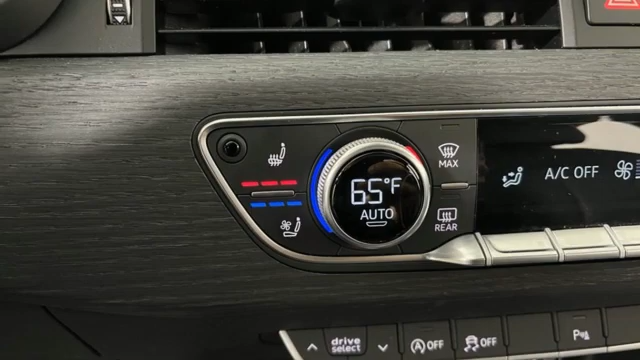 MAX
65°F
AUTO
A/C OFF
REAR
drive
select
OFF
OFF
P